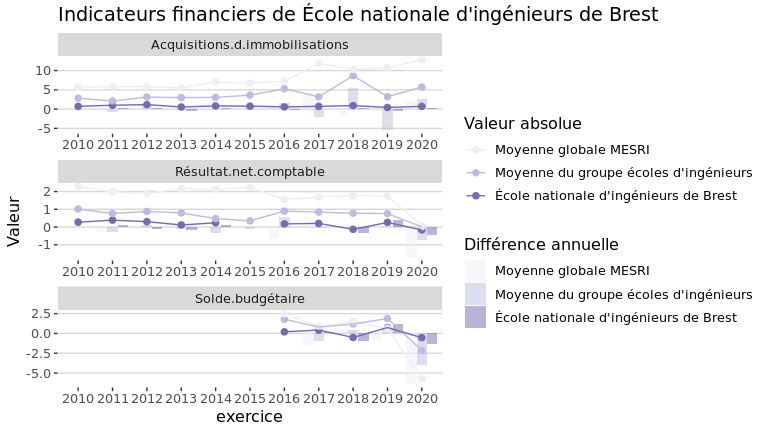 Indicateurs financiers de École nationale d'ingénieurs de Brest
Acquisitions.d.immobilisations
10
5
0
-5
2010 2011 2012 2013 2014 2015 2016 2017 2018 2019 2020
Résultat.net.comptable
2
1
0
-1
2010 2011 2012 2013 2014 2015 2016 2017 2018 2019 2020
Solde.budgétaire
2.5
0.0
-2.5
-5.0
2010 2011 2012 2013 2014 2015 2016 2017 2018 2019 2020
exercice
Valeur
Valeur absolue
Moyenne globale MESRI
Moyenne du groupe écoles d'ingénieurs
École nationale d'ingénieurs de Brest
Différence annuelle
Moyenne globale MESRI
Moyenne du groupe écoles d'ingénieurs
École nationale d'ingénieurs de Brest